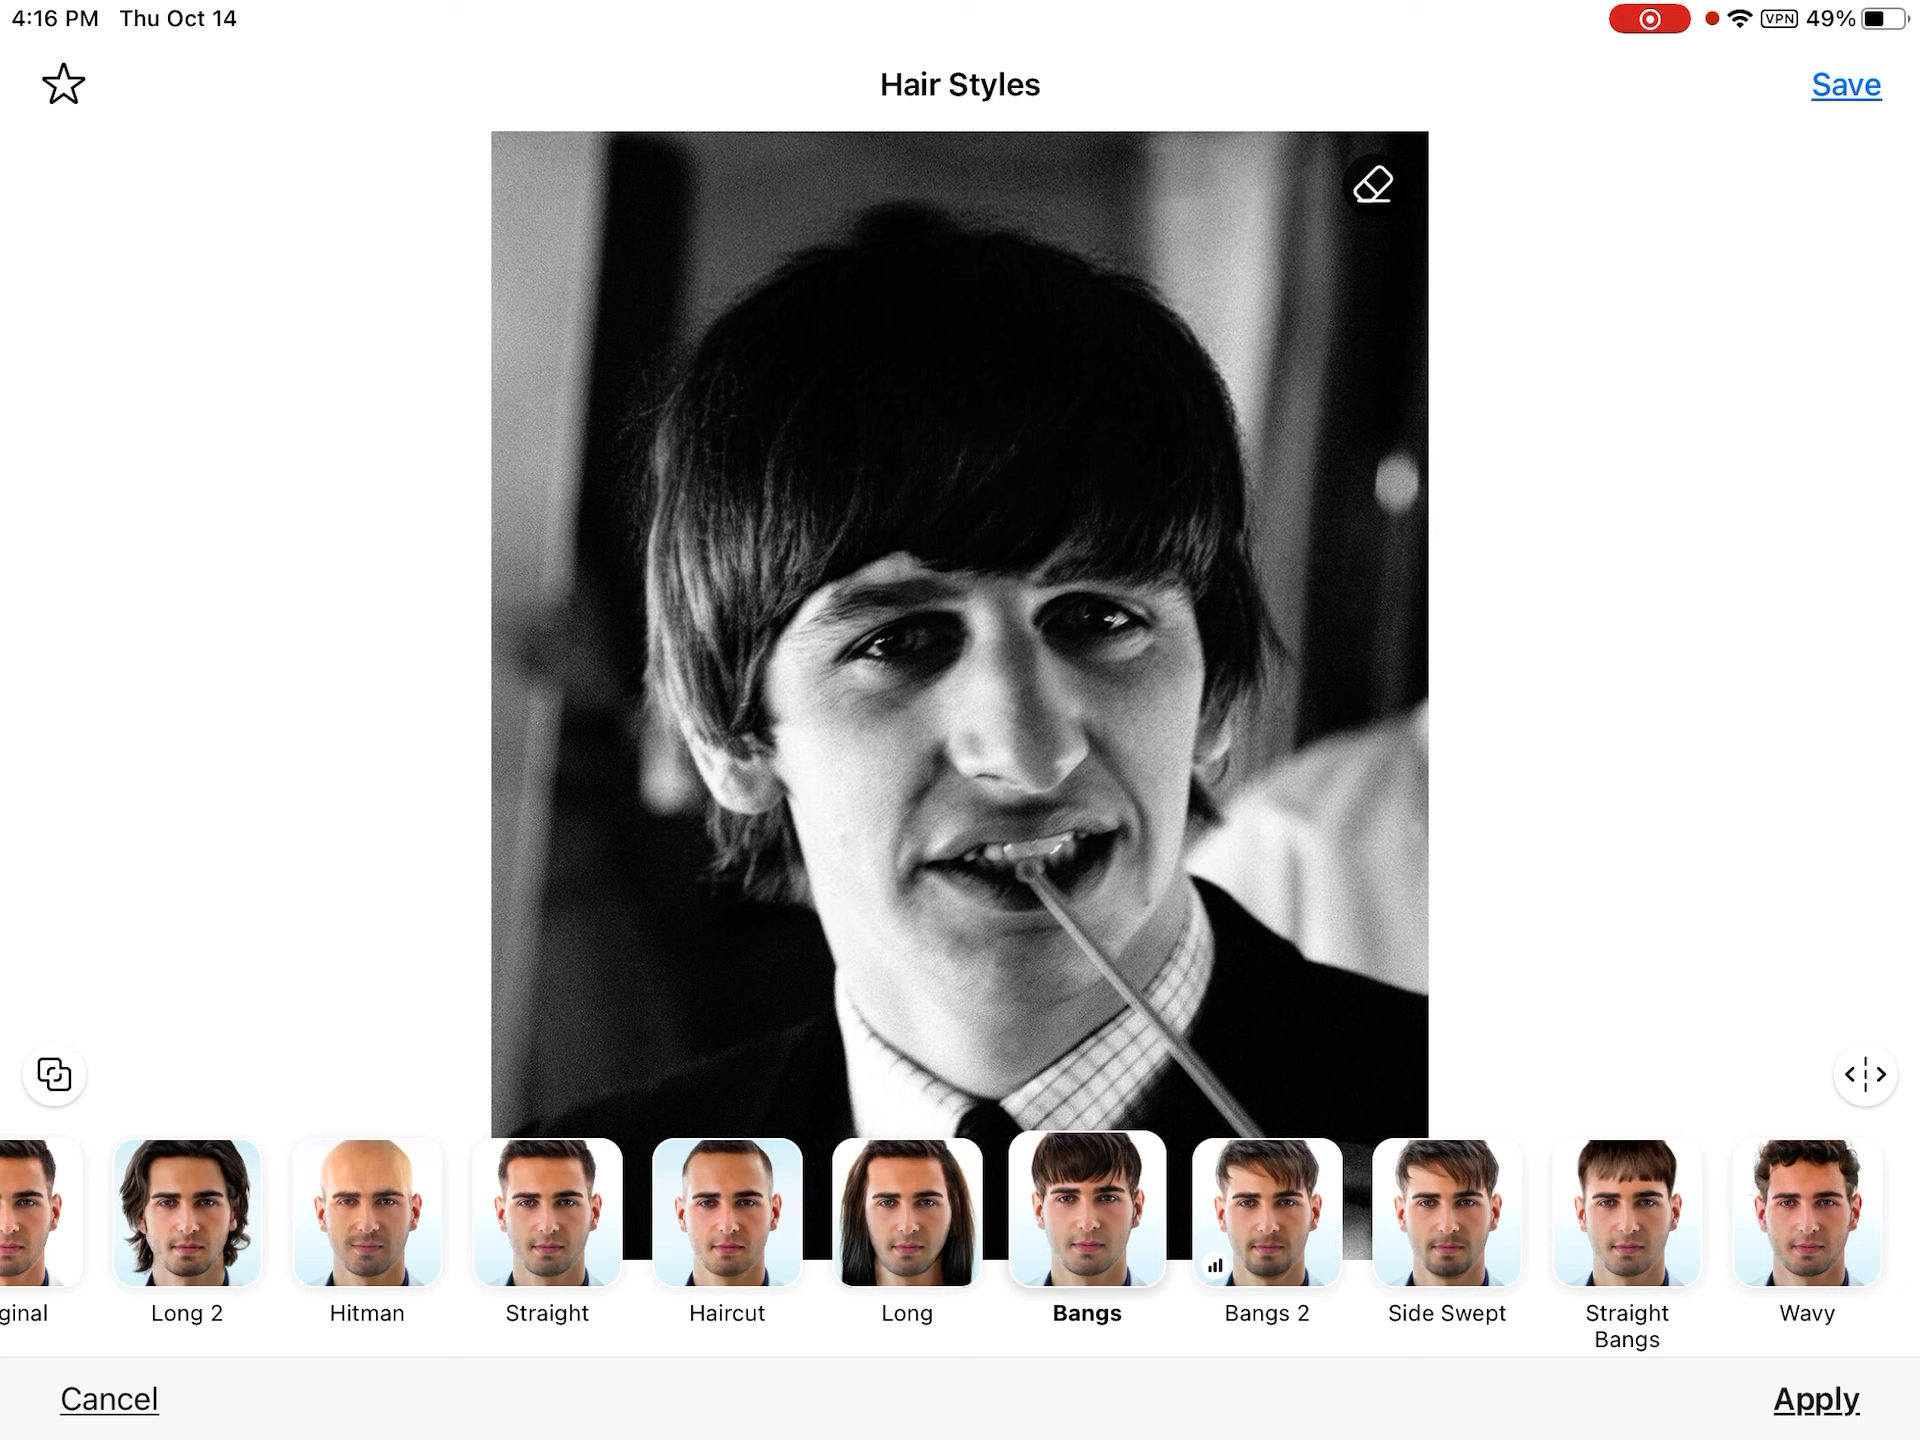 4:16 PM Thu Oct 14
VPN 49%
Hair Styles
Save
ginal
Long 2
Hitman
Straight
Haircut
Long
Bangs
Bangs 2
Side Swept
Straight
Bangs
Wavy
Cancel
Apply